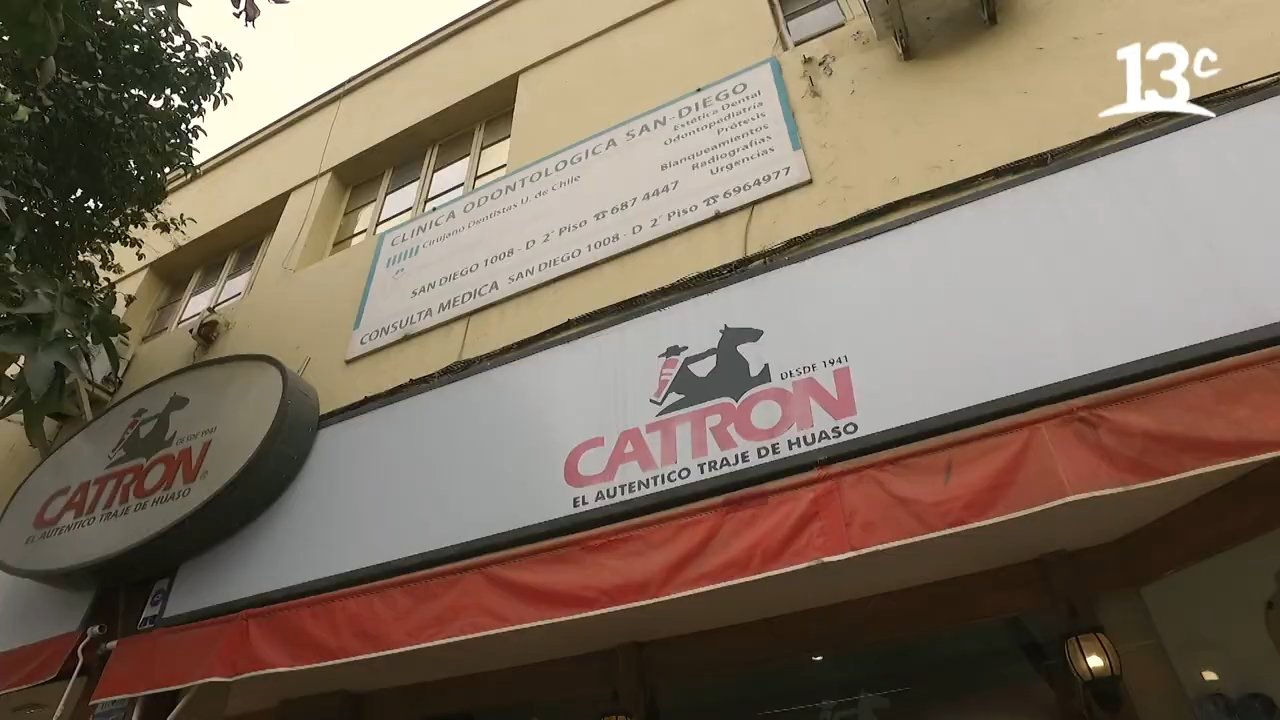 13c
CLINICA ODONTOLOGICA SAN-DIEGO
Cirujano Dentistas U. de Chile
Estética Dental
Odontopediatria
Prótesis
Blanqueamientos
Radiografias
Urgencias
SAN DIEGO 1008 - D 2° Piso ☎ 687 4447
CONSULTA MEDICA SAN DIEGO 1008 - D 2° Piso ☎ 6964977
DESDE 1941
CATRON
EL AUTENTICO TRAJE DE HUASO
DESDE 1941
CATRON®
EL AUTENTICO TRAJE DE HUASO